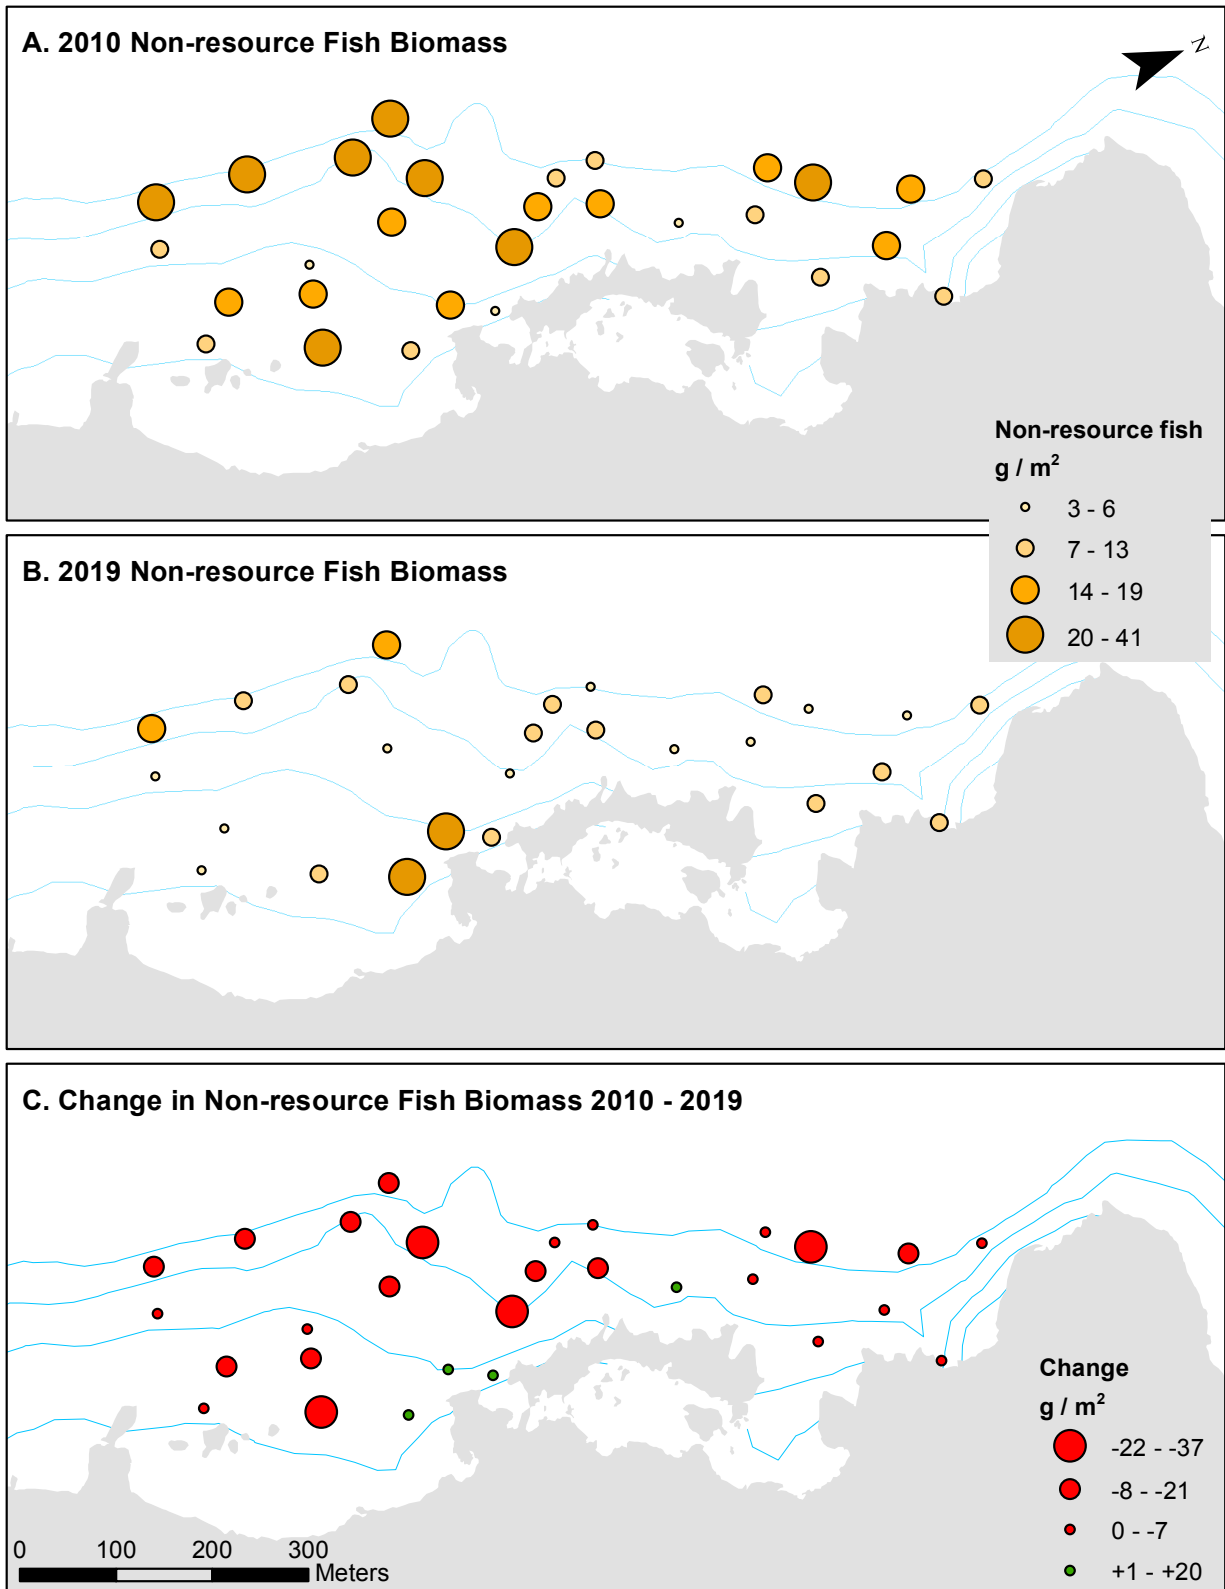 A. 2010 Non-resource Fish Biomass
N
Non-resource fish
g / m²
3 - 6
7 - 13
14 - 19
20 - 41
B. 2019 Non-resource Fish Biomass
C. Change in Non-resource Fish Biomass 2010 - 2019
Change
g / m²
-22 - -37
-8 - -21
0 - -7
+1 - +20
0 100 200 300
Meters